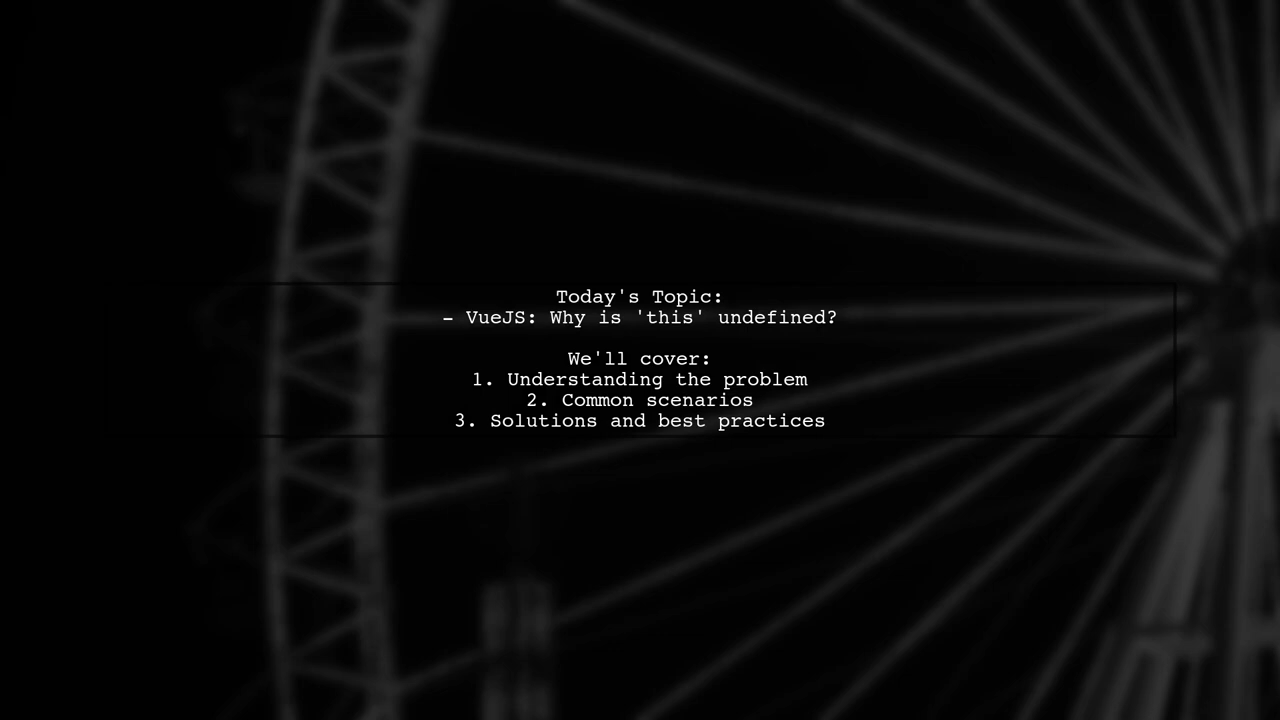 Today's Topic:
- VueJS: Why is 'this' undefined?
We'll cover:
1. Understanding the problem
2. Common scenarios
3. Solutions and best practices